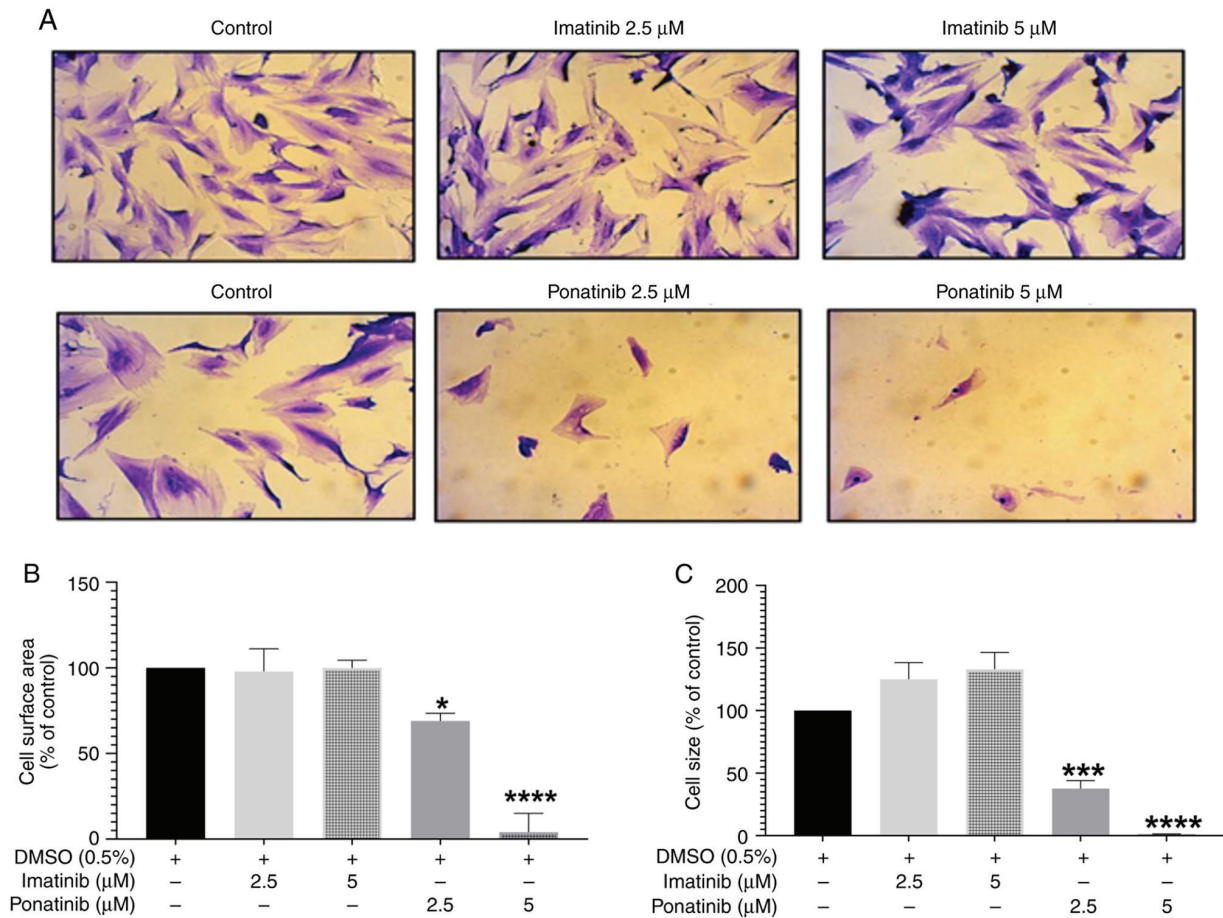 A
Control
Imatinib 2.5 μM
Imatinib 5 μM
Control
Ponatinib 2.5 μM
Ponatinib 5 μM
B
150
100
50
0
Cell surface area
(% of control)
*
****
DMSO (0.5%) + + + + +
Imatinib (μM) – 2.5 5 – –
Ponatinib (μM) – – – 2.5 5
C
200
150
100
50
0
Cell size (% of control)
***
****
DMSO (0.5%) + + + + +
Imatinib (μM) – 2.5 5 – –
Ponatinib (μM) – – – 2.5 5